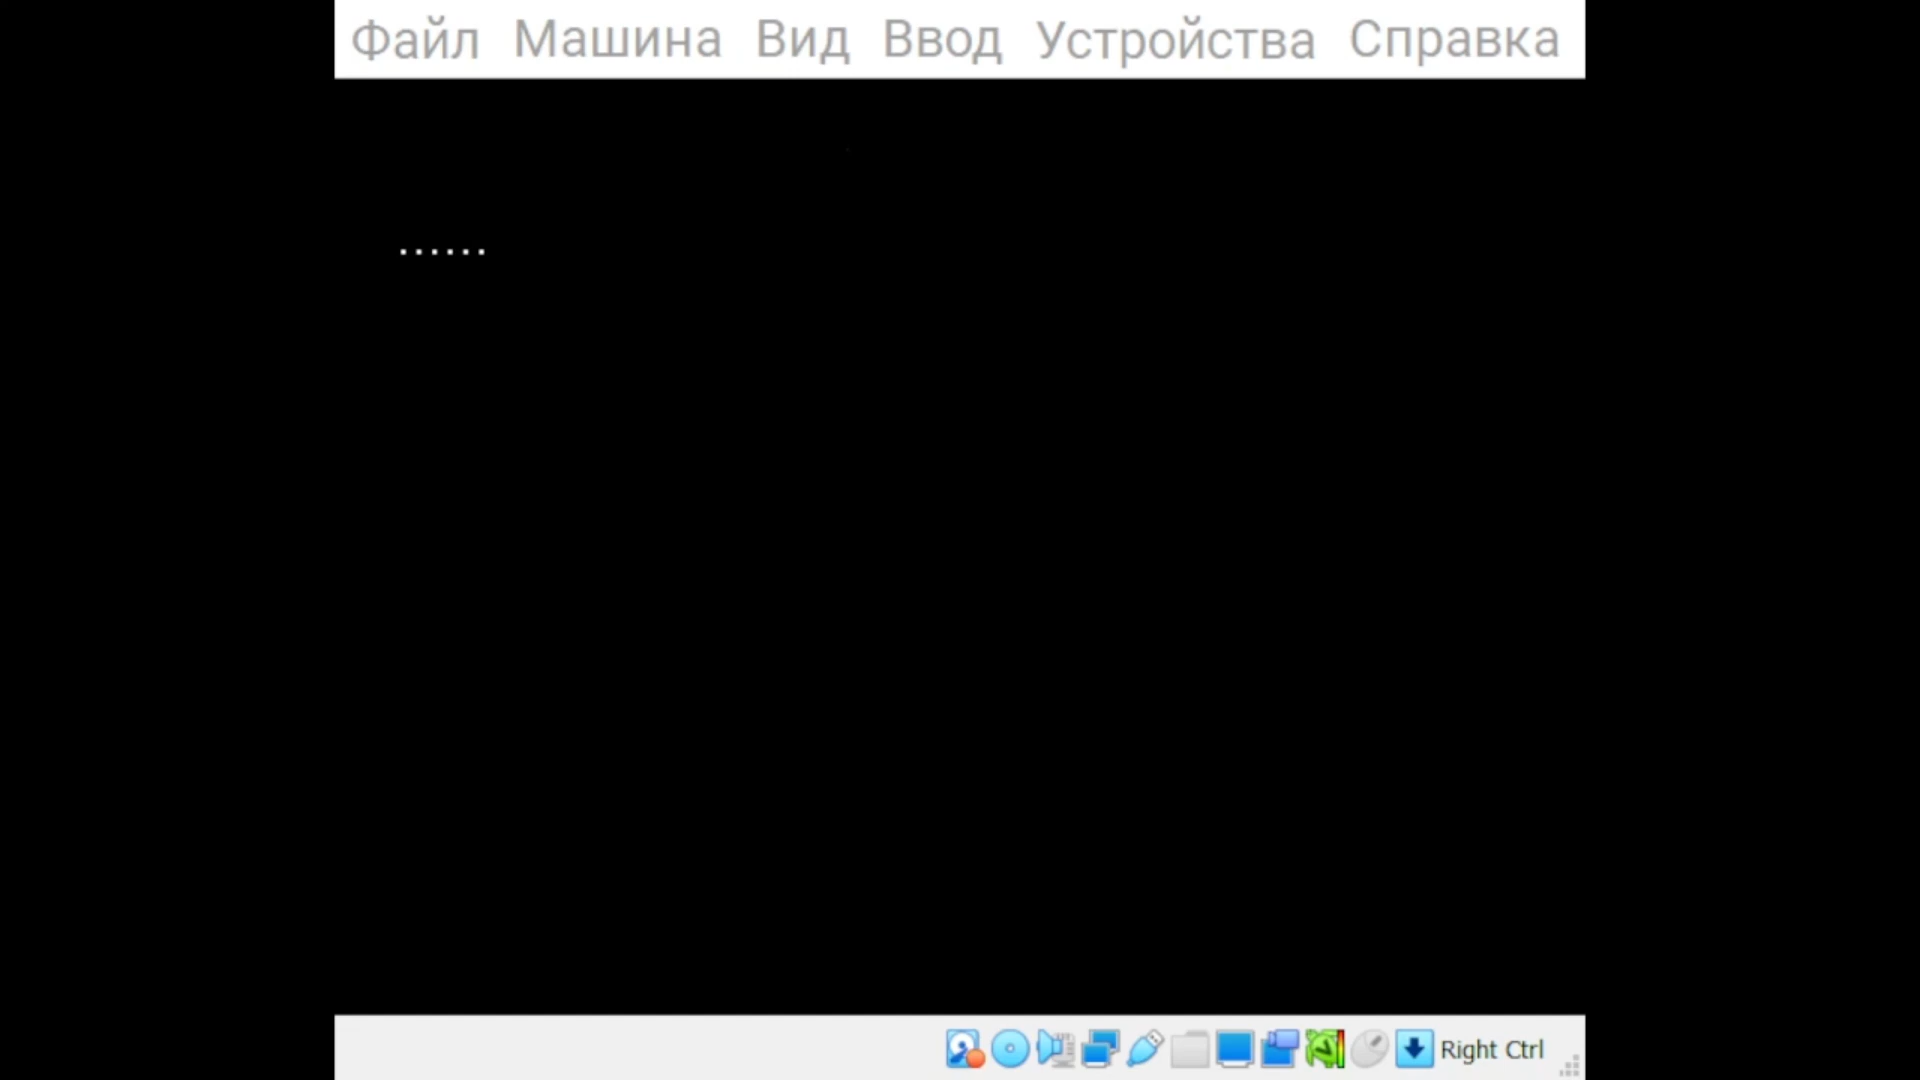 Файл Машина Вид Ввод Устройства Справка
......
Right Ctrl